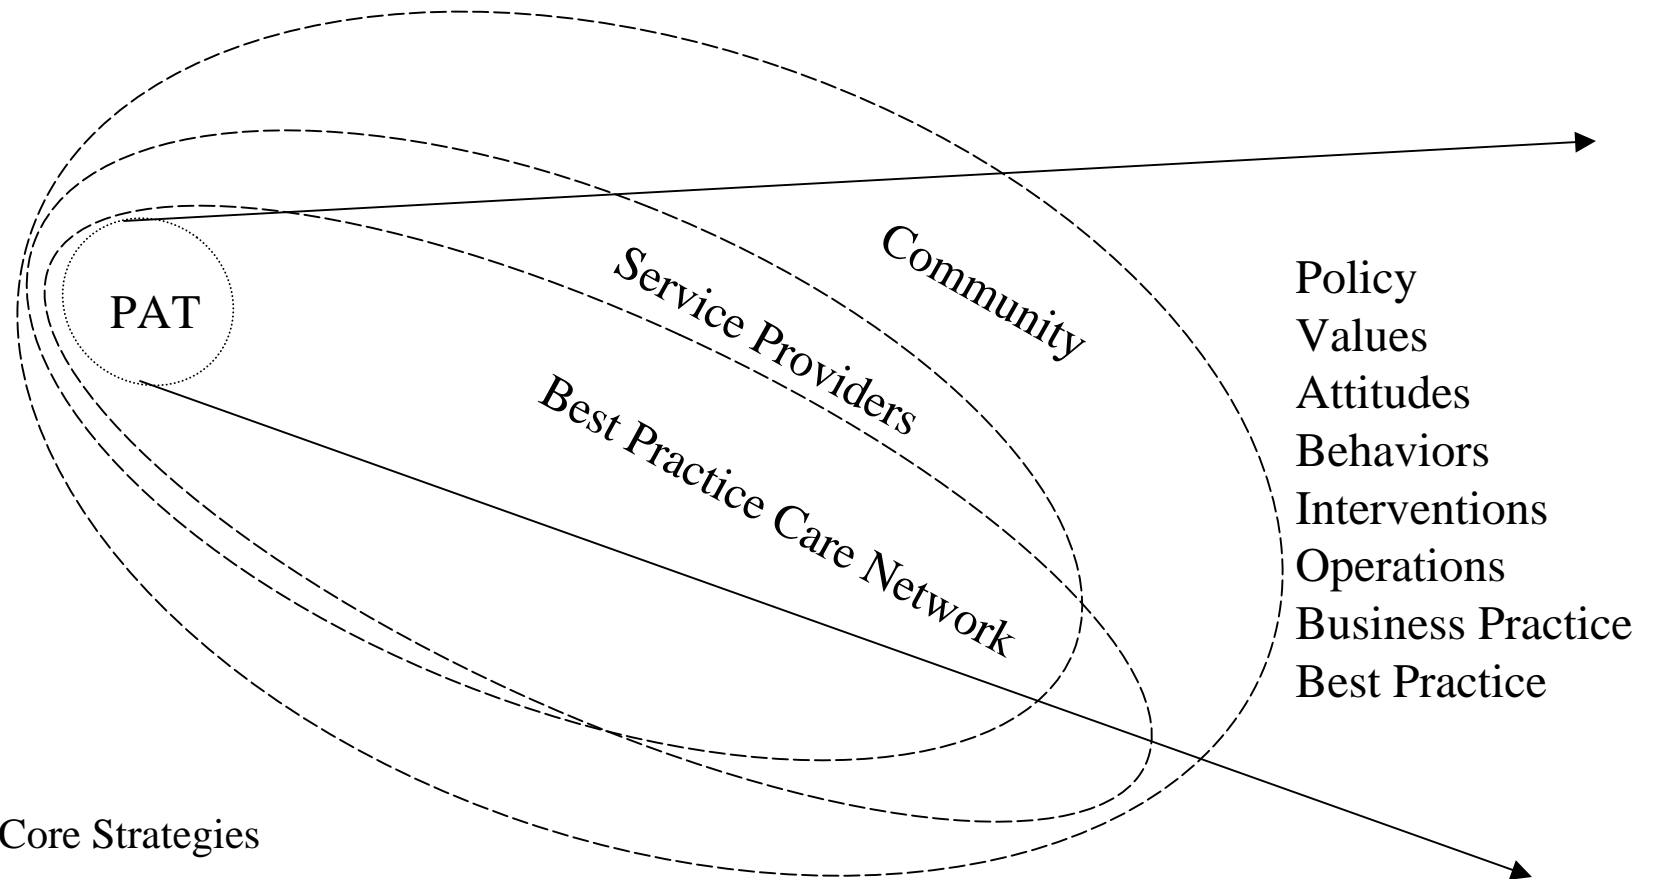 Community
Service Providers
PAT
Best Practice Care Network
Policy
Values
Attitudes
Behaviors
Interventions
Operations
Business Practice
Best Practice
Core Strategies